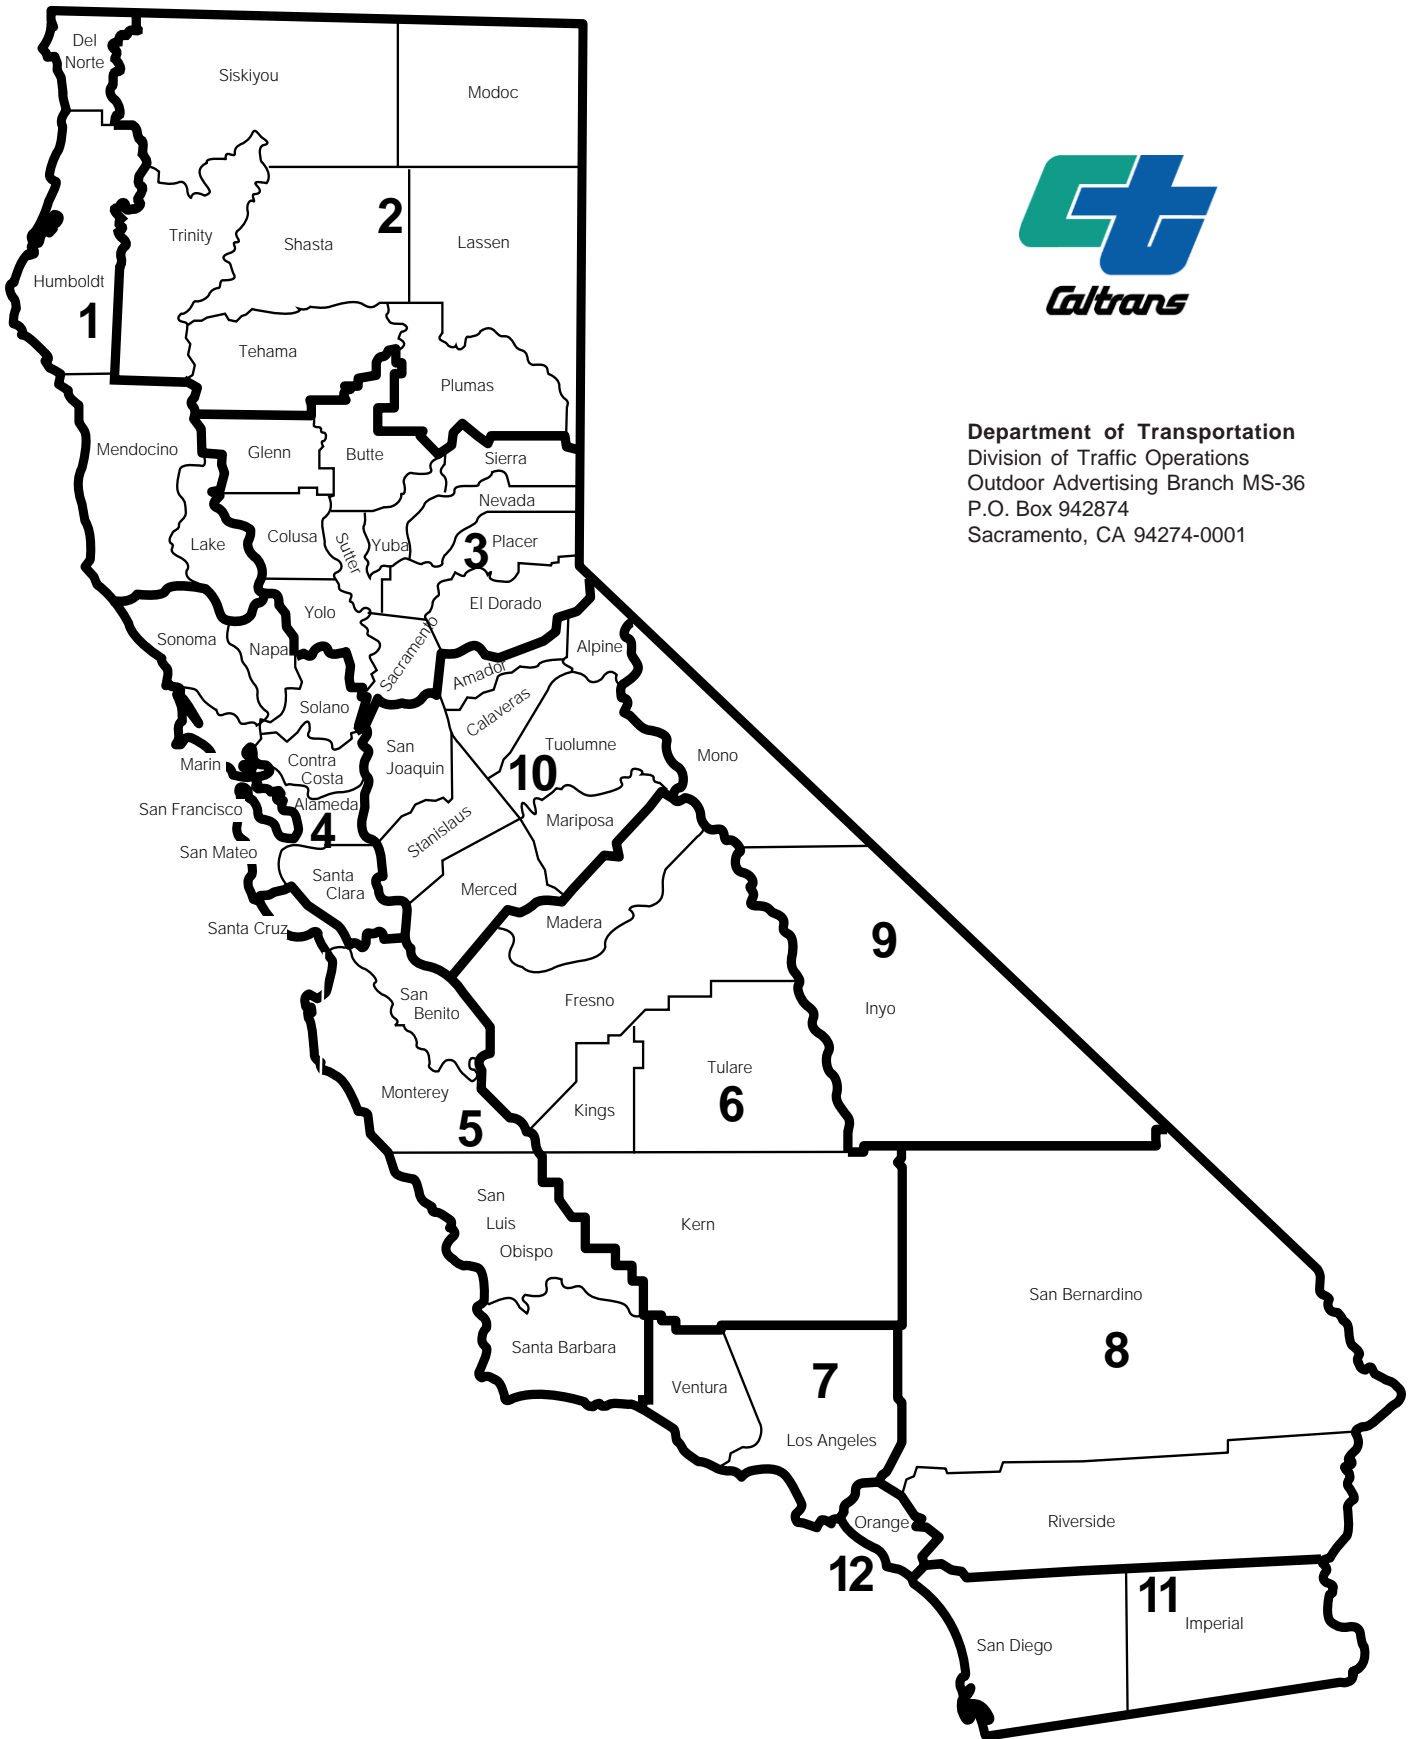 Del
Norte
Siskiyou
Modoc
Trinity
Shasta
2
Lassen
Humboldt
1
Tehama
Plumas
Mendocino
Glenn
Butte
Sierra
Nevada
Lake
Colusa
Sutter
Yuba
3
Placer
Yolo
El Dorado
Sonoma
Napa
Sacramento
Alpine
Amador
Solano
Calaveras
Marin
Contra
Costa
San
Joaquin
Tuolumne
10
Mono
San Francisco
Alameda
4
Stanislaus
Mariposa
San Mateo
Santa
Clara
Merced
Santa Cruz
Madera
9
San
Benito
Fresno
Inyo
Monterey
5
Kings
Tulare
6
San
Luis
Obispo
Kern
San Bernardino
8
Santa Barbara
Ventura
7
Los Angeles
Orange
12
Riverside
11
San Diego
Imperial
Caltrans
Department of Transportation
Division of Traffic Operations
Outdoor Advertising Branch MS-36
P.O. Box 942874
Sacramento, CA 94274-0001